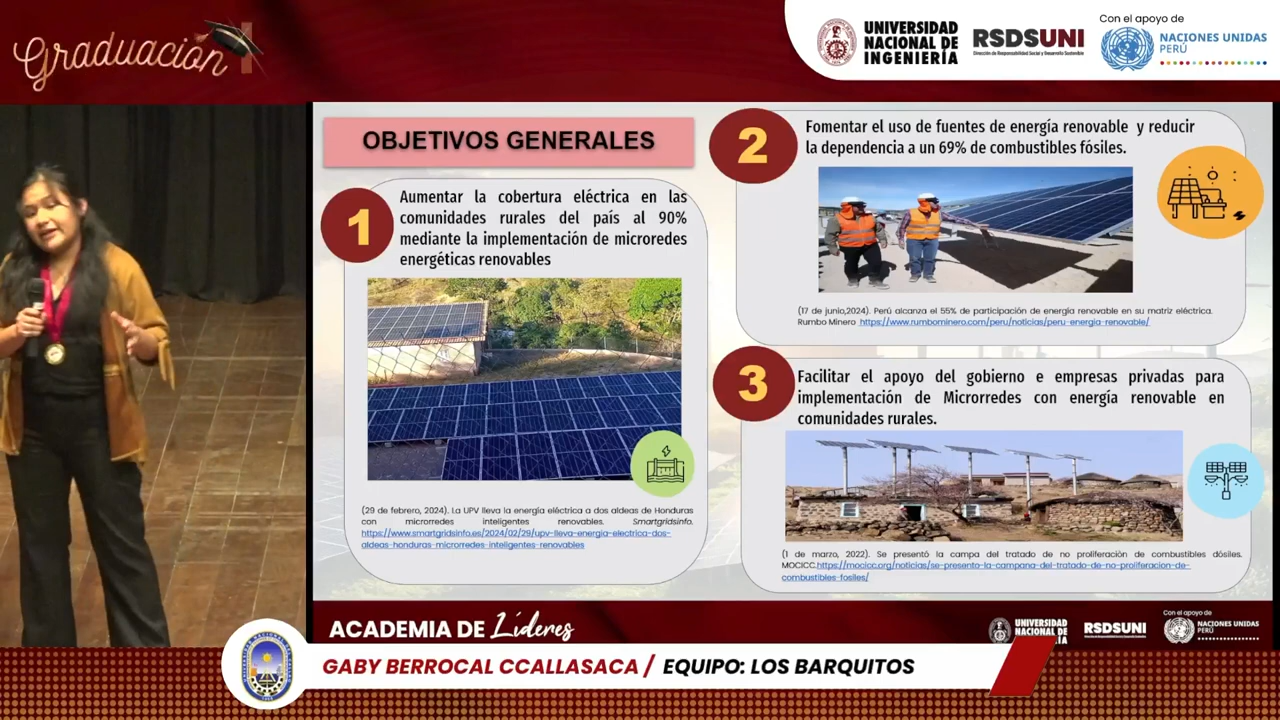 Graduación
UNIVERSIDAD
NACIONAL DE
INGENIERÍA
RSDSUNI
Dirección de Responsabilidad Social y Desarrollo Sostenible
Con el apoyo de
NACIONES UNIDAS
PERÚ
OBJETIVOS GENERALES
1
Aumentar la cobertura eléctrica en las
comunidades rurales del país al 90%
mediante la implementación de microredes
energéticas renovables
(29 de febrero, 2024). La UPV lleva la energía eléctrica a dos aldeas de Honduras
con microrredes inteligentes renovables. Smartgridsinfo.
https://www.smartgridsinfo.es/2024/02/29/upv-lleva-energia-electrica-dos-
aldeas-honduras-microrredes-inteligentes-renovables
2
Fomentar el uso de fuentes de energía renovable y reducir
la dependencia a un 69% de combustibles fósiles.
(17 de junio,2024). Perú alcanza el 55% de participación de energía renovable en su matriz eléctrica.
Rumbo Minero https://www.rumbominero.com/peru/noticias/peru-energia-renovable/
3
Facilitar el apoyo del gobierno e empresas privadas para
implementación de Microrredes con energía renovable en
comunidades rurales.
(1 de marzo, 2022). Se presentó la campa del tratado de no proliferación de combustibles dósiles.
MOCICC.https://mocicc.org/noticias/se-presento-la-campana-del-tratado-de-no-proliferacion-de-
combustibles-fosiles/
ACADEMIA DE Líderes
UNIVERSIDAD
NACIONAL DE
INGENIERÍA
RSDSUNI
Con el apoyo de
NACIONES UNIDAS
PERÚ
GABY BERROCAL CCALLASACA / EQUIPO: LOS BARQUITOS